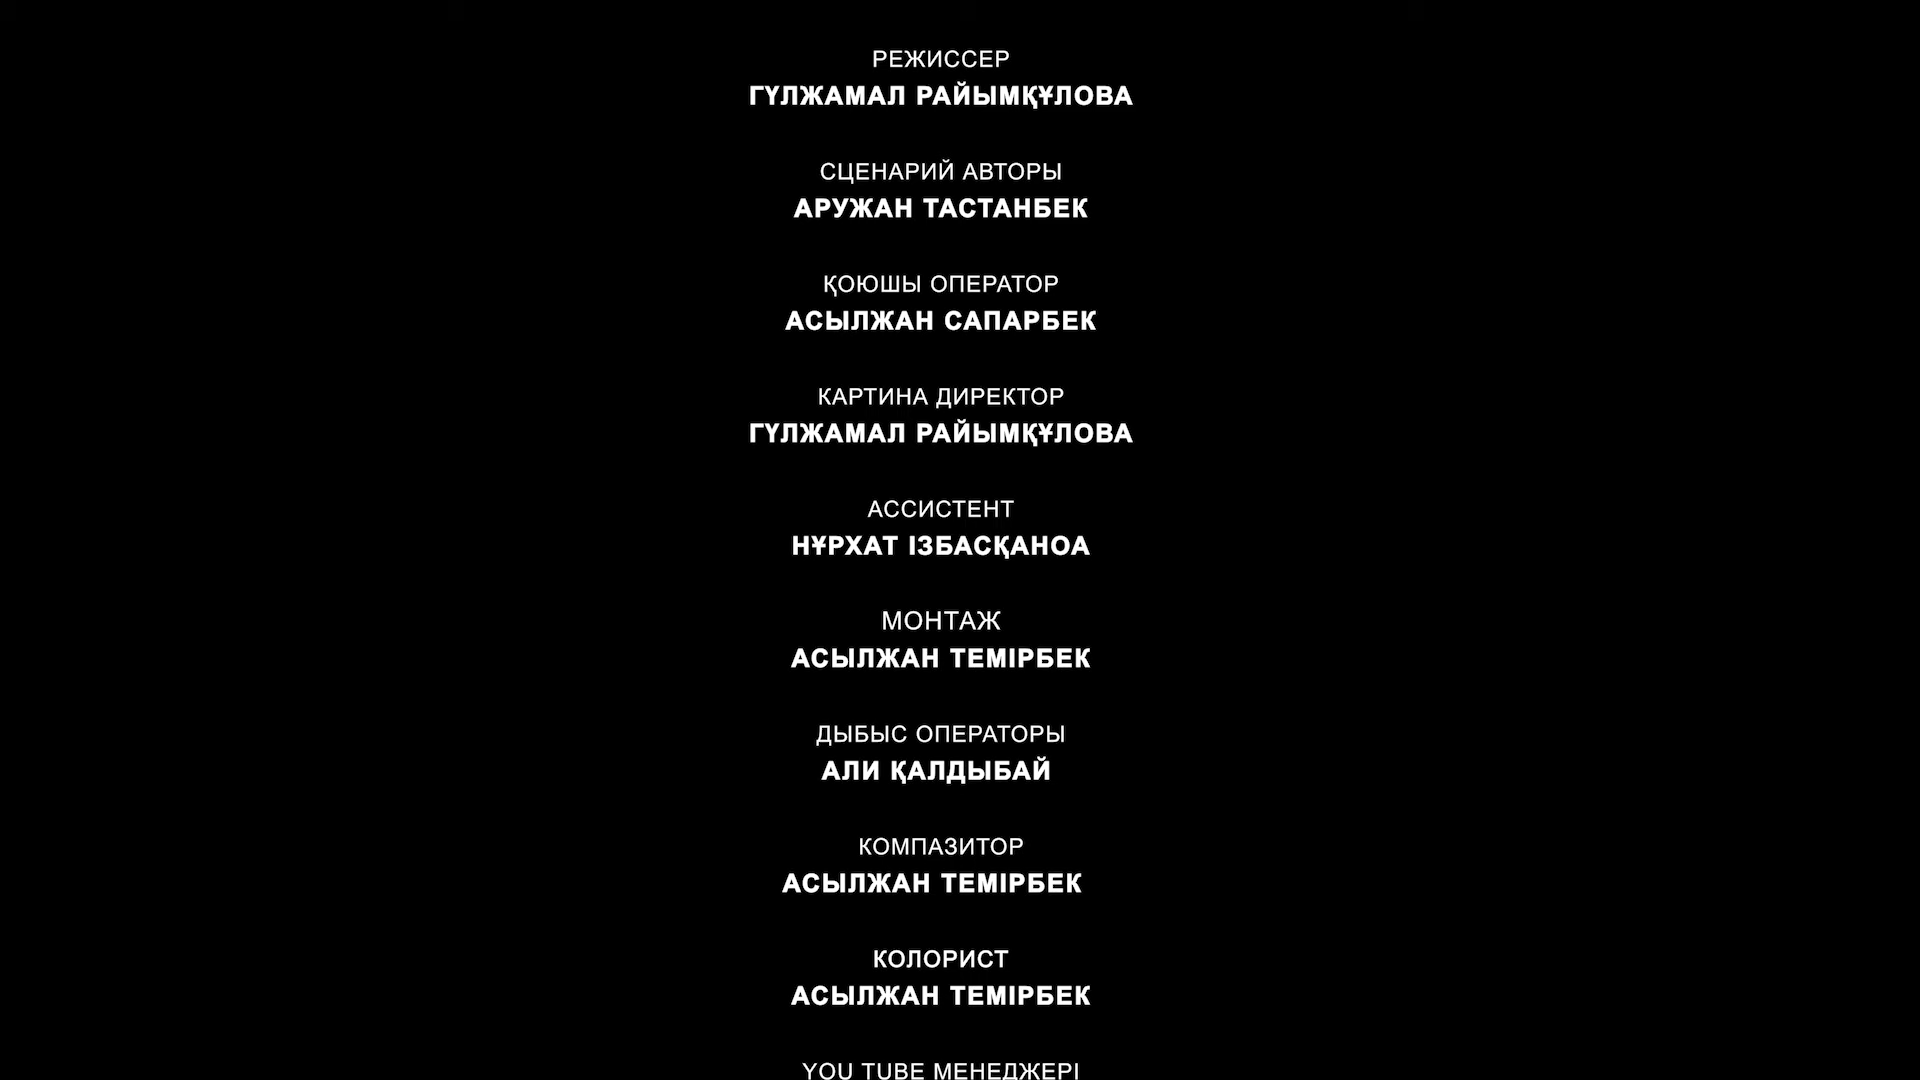 РЕЖИССЕР
ГҮЛЖАМАЛ РАЙЫМҚҰЛОВА
СЦЕНАРИЙ АВТОРЫ
АРУЖАН ТАСТАНБЕК
ҚОЮШЫ ОПЕРАТОР
АСЫЛЖАН САПАРБЕК
КАРТИНА ДИРЕКТОР
ГҮЛЖАМАЛ РАЙЫМҚҰЛОВА
АССИСТЕНТ
НҰРХАТ ІЗБАСҚАНОА
МОНТАЖ
АСЫЛЖАН ТЕМІРБЕК
ДЫБЫС ОПЕРАТОРЫ
АЛИ ҚАЛДЫБАЙ
КОМПАЗИТОР
АСЫЛЖАН ТЕМІРБЕК
КОЛОРИСТ
АСЫЛЖАН ТЕМІРБЕК
YOU TUBE МЕНЕДЖЕРІ